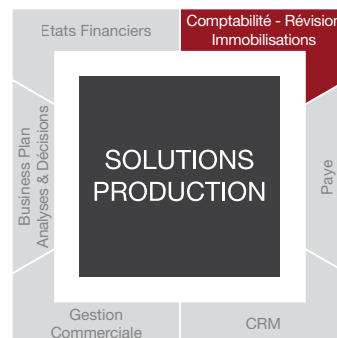 Etats Financiers
Comptabilité - Révision
Immobilisations
Business Plan
Analyses & Décisions
SOLUTIONS
PRODUCTION
Paye
Gestion
Commerciale
CRM